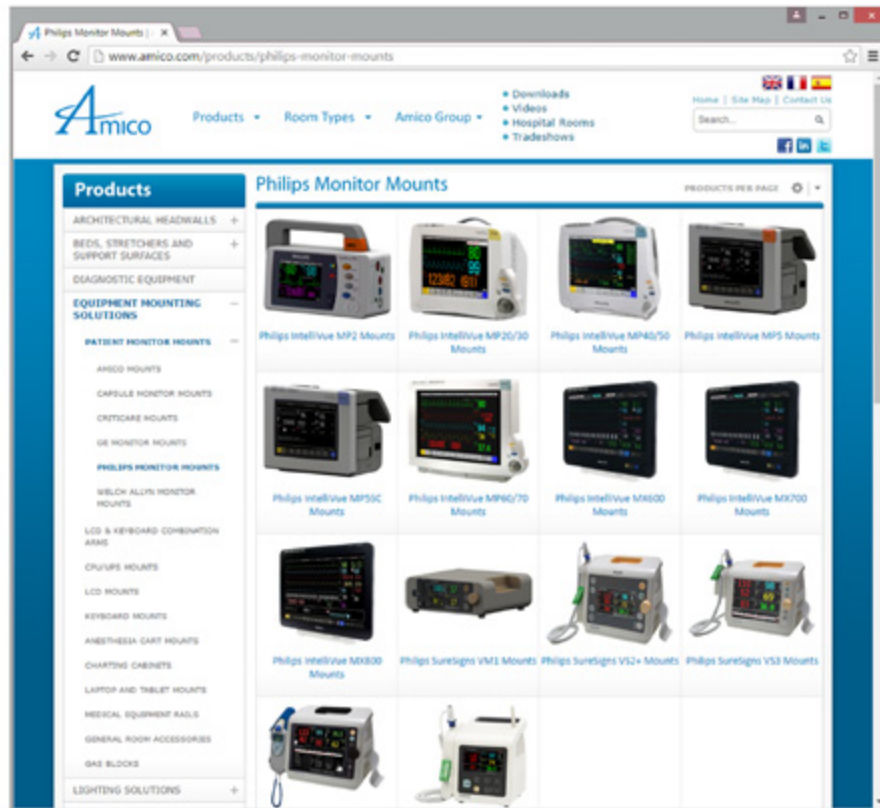 Philips Monitor Mounts |
www.amico.com/products/philips-monitor-mounts
Amico
Products
Room Types
Amico Group
Downloads
Videos
Hospital Rooms
Tradeshows
Home | Site Map | Contact Us
Search...
Products
ARCHITECTURAL HEADWALLS +
BEDS, STRETCHERS AND +
SUPPORT SURFACES
DIAGNOSTIC EQUIPMENT
EQUIPMENT MOUNTING −
SOLUTIONS
PATIENT MONITOR MOUNTS −
AMICO MOUNTS
CAPSULE MONITOR MOUNTS
CRITICARE MOUNTS
GE MONITOR MOUNTS
PHILIPS MONITOR MOUNTS
WELCH ALLYN MONITOR
MOUNTS
LCD & KEYBOARD COMBINATION
ARMS
CPU/UPS MOUNTS
LCD MOUNTS
KEYBOARD MOUNTS
ANESTHESIA CART MOUNTS
CHARTING CABINETS
LAPTOP AND TABLET MOUNTS
MEDICAL EQUIPMENT RAILS
GENERAL ROOM ACCESSORIES
GAS BLOCKS
LIGHTING SOLUTIONS +
Philips Monitor Mounts
PRODUCTS PER PAGE
Philips IntelliVue MP2 Mounts
Philips IntelliVue MP20/30
Mounts
Philips IntelliVue MP40/50
Mounts
Philips IntelliVue MP5 Mounts
Philips IntelliVue MP5SC
Mounts
Philips IntelliVue MP60/70
Mounts
Philips IntelliVue MX600
Mounts
Philips IntelliVue MX700
Mounts
Philips IntelliVue MX800
Mounts
Philips SureSigns VM1 Mounts
Philips SureSigns VS2+ Mounts
Philips SureSigns VS3 Mounts